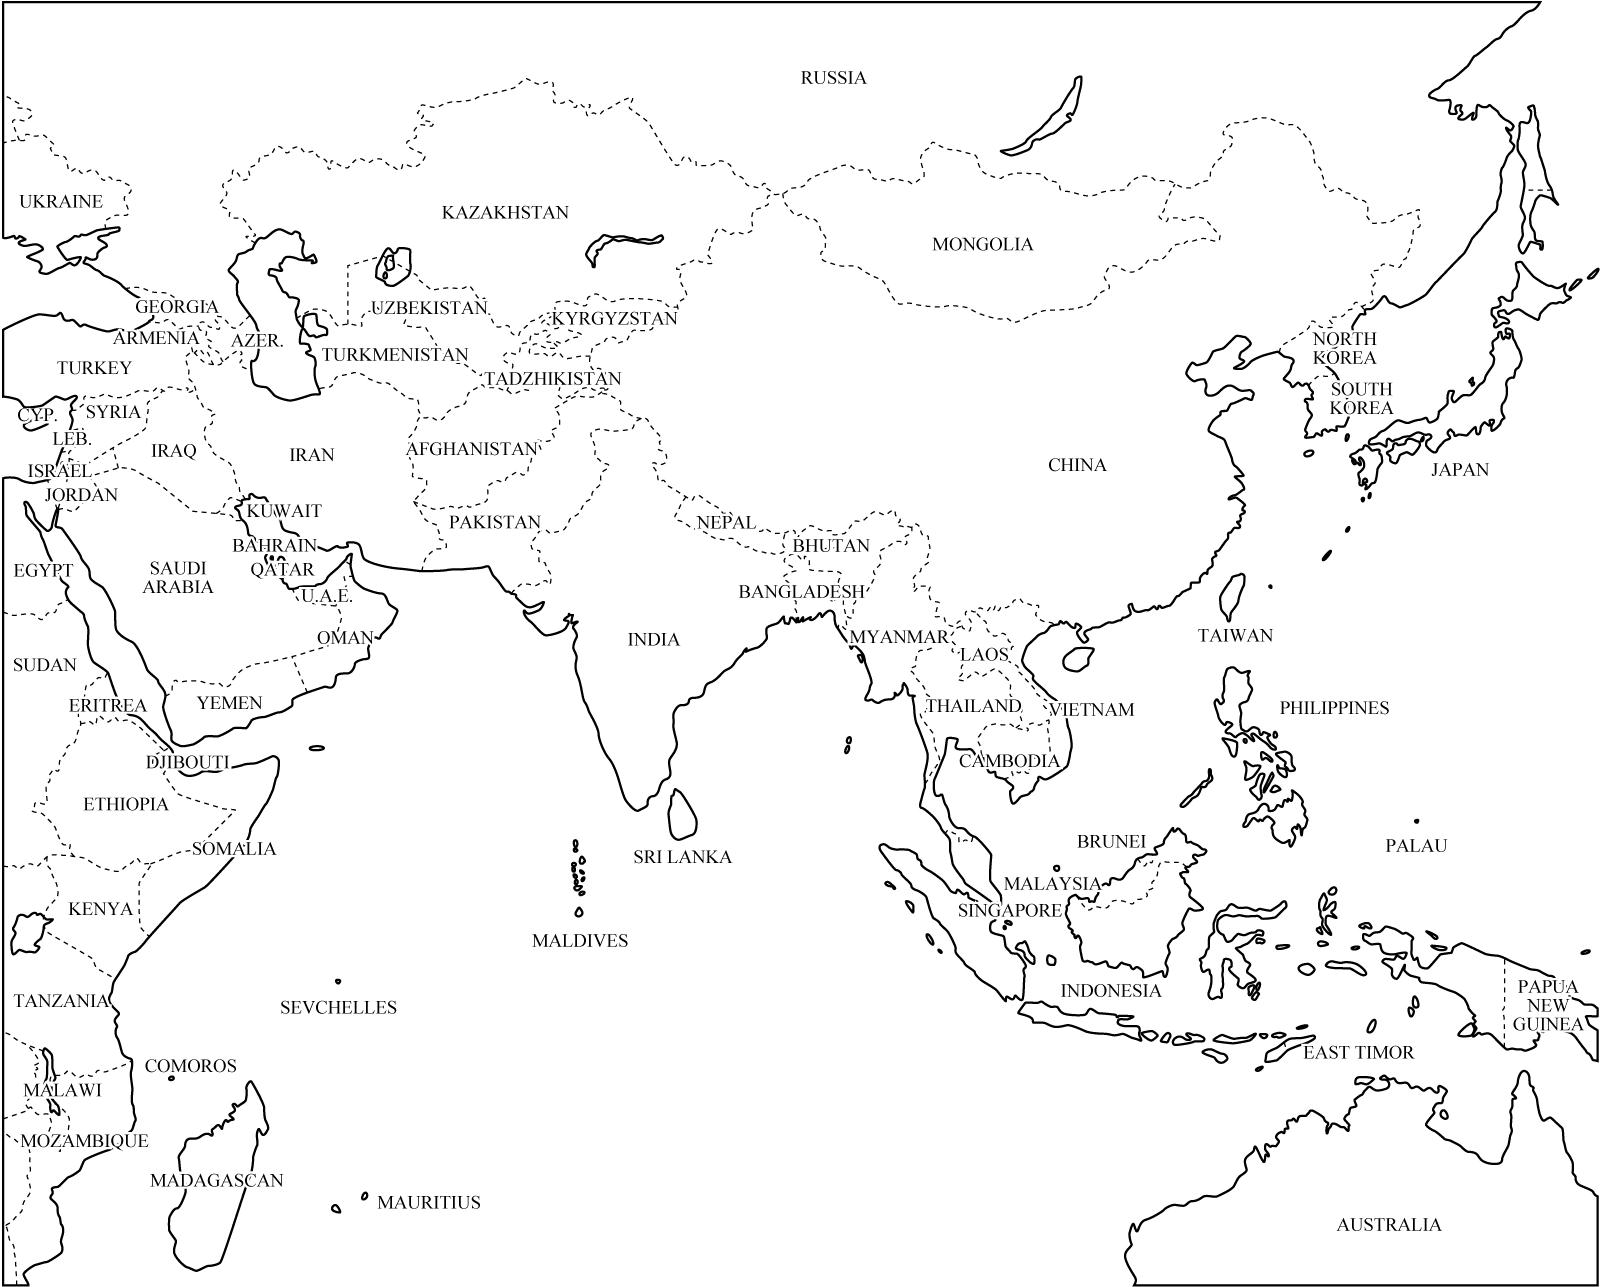 RUSSIA
UKRAINE
KAZAKHSTAN
MONGOLIA
GEORGIA
UZBEKISTAN
KYRGYZSTAN
ARMENIA
AZER.
TURKMENISTAN
NORTH
KOREA
TURKEY
TADZHIKISTAN
SOUTH
KOREA
CYP.
SYRIA
LEB.
IRAQ
IRAN
AFGHANISTAN
CHINA
JAPAN
ISRAEL
JORDAN
KUWAIT
PAKISTAN
NEPAL
BAHRAIN
BHUTAN
EGYPT
SAUDI
ARABIA
QATAR
U.A.E.
BANGLADESH
OMAN
INDIA
MYANMAR
TAIWAN
SUDAN
LAOS
ERITREA
YEMEN
THAILAND
VIETNAM
PHILIPPINES
DJIBOUTI
CAMBODIA
ETHIOPIA
SOMALIA
SRI LANKA
BRUNEI
PALAU
MALAYSIA
KENYA
SINGAPORE
MALDIVES
TANZANIA
SEVCHELLES
INDONESIA
PAPUA
NEW
GUINEA
EAST TIMOR
COMOROS
MALAWI
MOZAMBIQUE
MADAGASCAN
MAURITIUS
AUSTRALIA